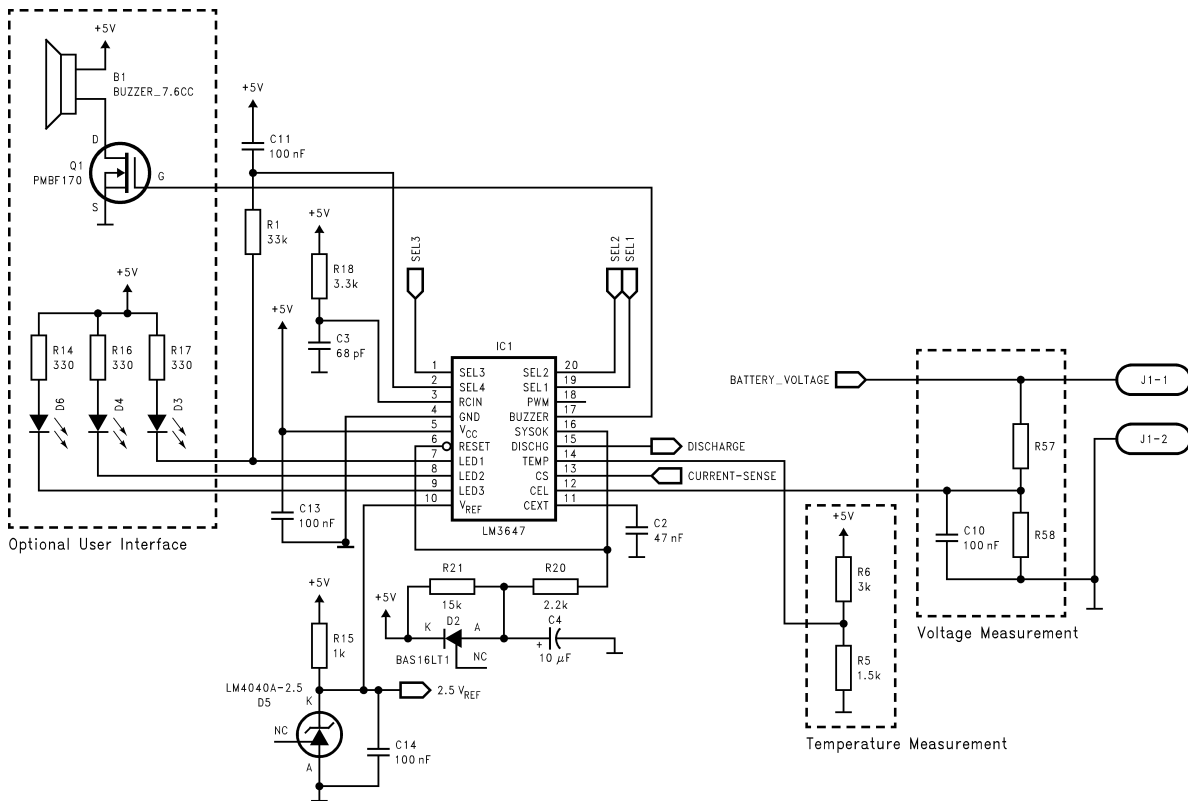 +5V
B1
BUZZER_7.6CC
D
Q1
PMBF170
G
S
+5V
C11
100 nF
R1
33k
+5V
R18
3.3k
C3
68 pF
+5V
R14
330
R16
330
R17
330
D6
D4
D3
Optional User Interface
+5V
C13
100 nF
SEL3
SEL2
SEL1
IC1
1 SEL3 SEL2 20
2 SEL4 SEL1 19
3 RCIN PWM 18
4 GND BUZZER 17
5 VCC SYSOK 16
6 RESET DISCHG 15
7 LED1 TEMP 14
8 LED2 CS 13
9 LED3 CEL 12
10 VREF CEXT 11
LM3647
DISCHARGE
CURRENT-SENSE
C2
47 nF
BATTERY_VOLTAGE
J1-1
J1-2
R57
R58
C10
100 nF
Voltage Measurement
+5V
R6
3k
R5
1.5k
Temperature Measurement
+5V
R21
15k
R20
2.2k
K D2 A
BAS16LT1
NC
C4
+
10 μF
+5V
R15
1k
LM4040A-2.5
D5
K
NC
A
2.5 VREF
C14
100 nF